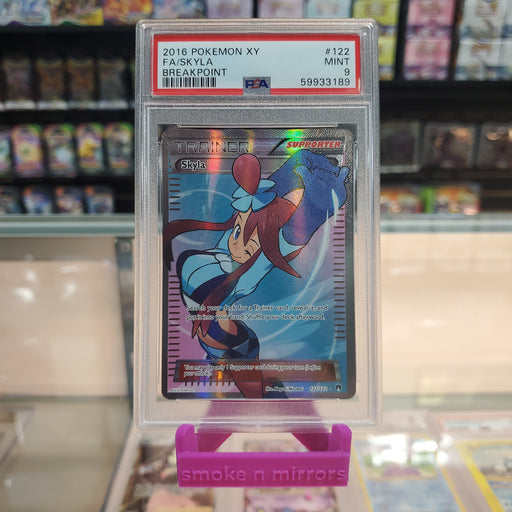 2016 POKEMON XY #122
FA/SKYLA MINT
BREAKPOINT 9
PSA 59933189
TRAINER SUPPORTER
Skyla
Search your deck for a Trainer card, reveal it, and
put it into your hand. Shuffle your deck afterward.
You may play only 1 Supporter card during your turn (before
your attack).
122/122
smoke n mirrors